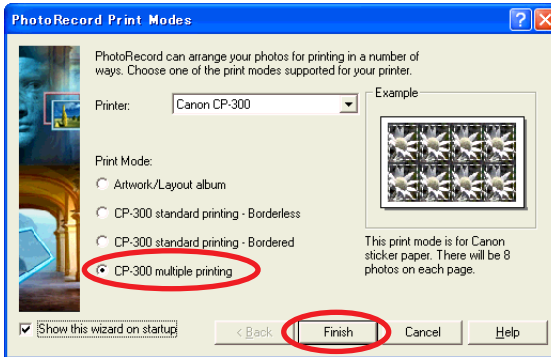 PhotoRecord Print Modes
PhotoRecord can arrange your photos for printing in a number of
ways. Choose one of the print modes supported for your printer.
Printer:
Canon CP-300
Example
Print Mode:
Artwork/Layout album
CP-300 standard printing - Borderless
CP-300 standard printing - Bordered
CP-300 multiple printing
This print mode is for Canon
sticker paper. There will be 8
photos on each page.
Show this wizard on startup
< Back
Finish
Cancel
Help